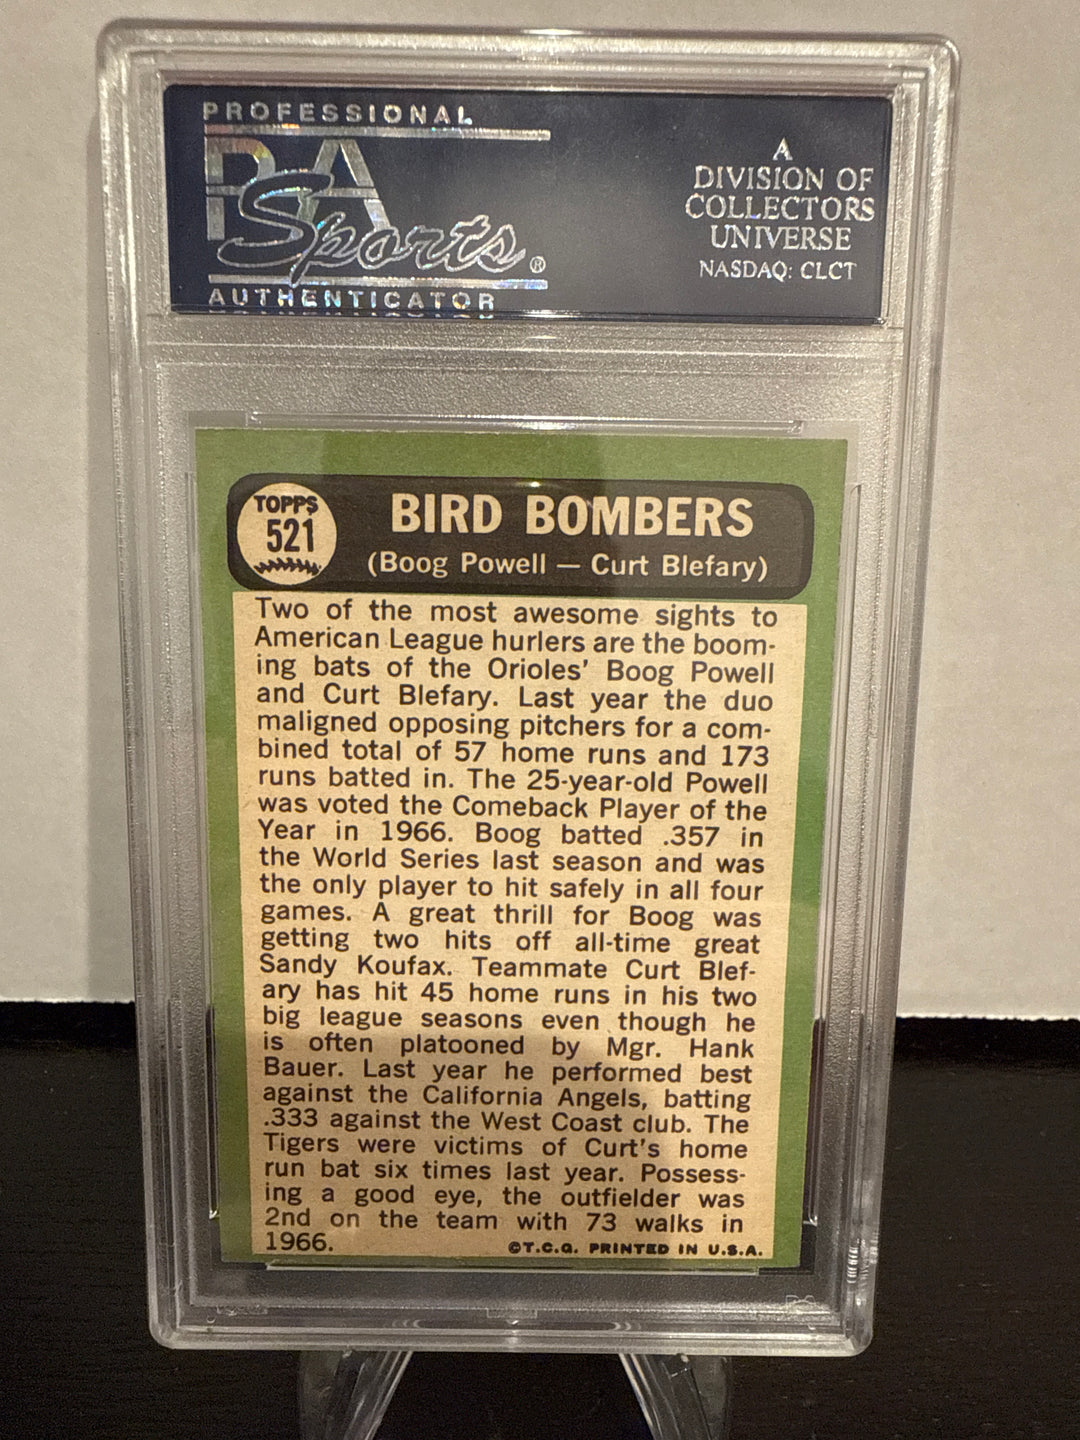 PROFESSIONAL
PSA
Sports®
AUTHENTICATOR
A
DIVISION OF
COLLECTORS
UNIVERSE
NASDAQ: CLCT
TOPPS
521
BIRD BOMBERS
(Boog Powell — Curt Blefary)
Two of the most awesome sights to
American League hurlers are the boom-
ing bats of the Orioles' Boog Powell
and Curt Blefary. Last year the duo
maligned opposing pitchers for a com-
bined total of 57 home runs and 173
runs batted in. The 25-year-old Powell
was voted the Comeback Player of the
Year in 1966. Boog batted .357 in
the World Series last season and was
the only player to hit safely in all four
games. A great thrill for Boog was
getting two hits off all-time great
Sandy Koufax. Teammate Curt Blef-
ary has hit 45 home runs in his two
big league seasons even though he
is often platooned by Mgr. Hank
Bauer. Last year he performed best
against the California Angels, batting
.333 against the West Coast club. The
Tigers were victims of Curt's home
run bat six times last year. Possess-
ing a good eye, the outfielder was
2nd on the team with 73 walks in
1966.
©T.C.G. PRINTED IN U.S.A.